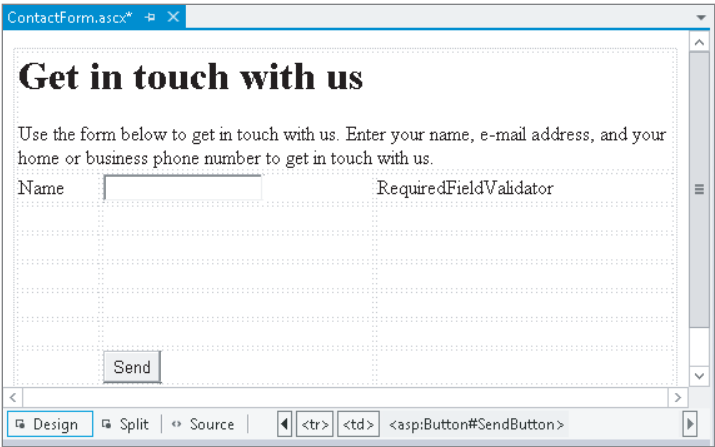 ContactForm.ascx*
Get in touch with us
Use the form below to get in touch with us. Enter your name, e-mail address, and your
home or business phone number to get in touch with us.
Name RequiredFieldValidator
Send
Design Split Source <tr> <td> <asp:Button#SendButton>